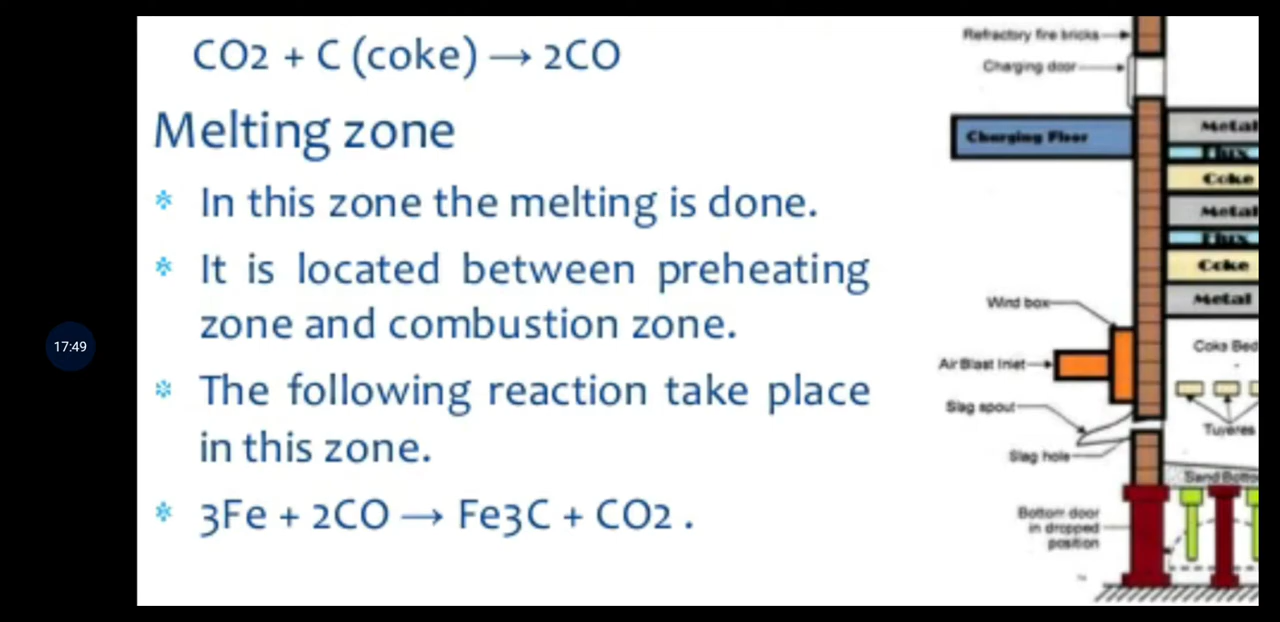 CO2 + C (coke) → 2CO
Melting zone
* In this zone the melting is done.
* It is located between preheating
zone and combustion zone.
* The following reaction take place
in this zone.
* 3Fe + 2CO → Fe3C + CO2 .
17:49
Refractory fire bricks
Charging door
Charging Floor
Metal
Flux
Coke
Metal
Flux
Coke
Metal
Wind box
Coke Bed
Air Blast Inlet
Slag spout
Tuyeres
Slag hole
Sand Botto
Bottom door
in dropped
position